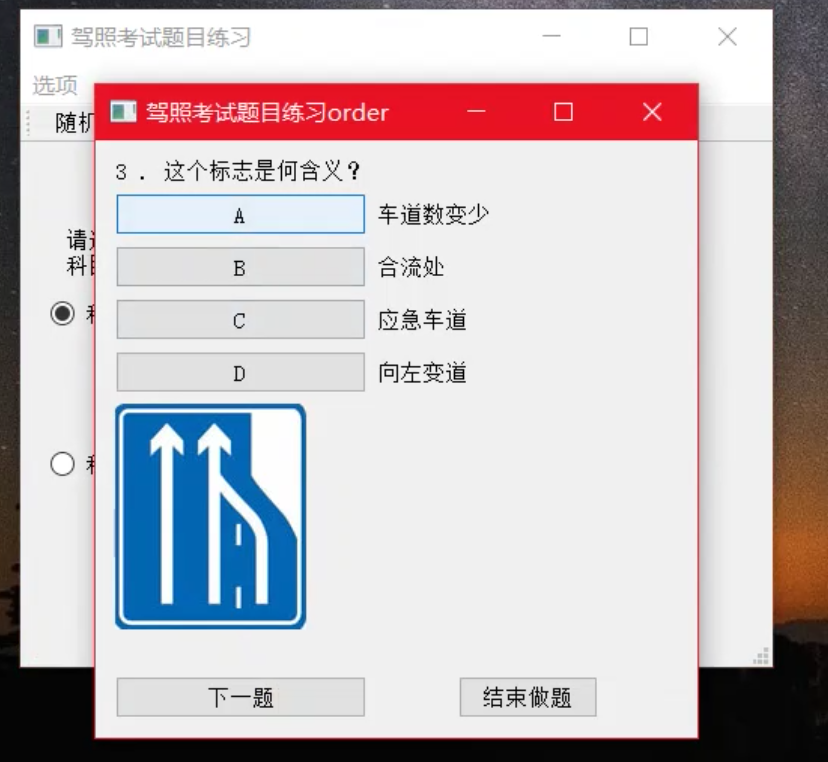 驾照考试题目练习
选项
随机
请
科
驾照考试题目练习order
3 . 这个标志是何含义？
A 车道数变少
B 合流处
C 应急车道
D 向左变道
下一题 结束做题